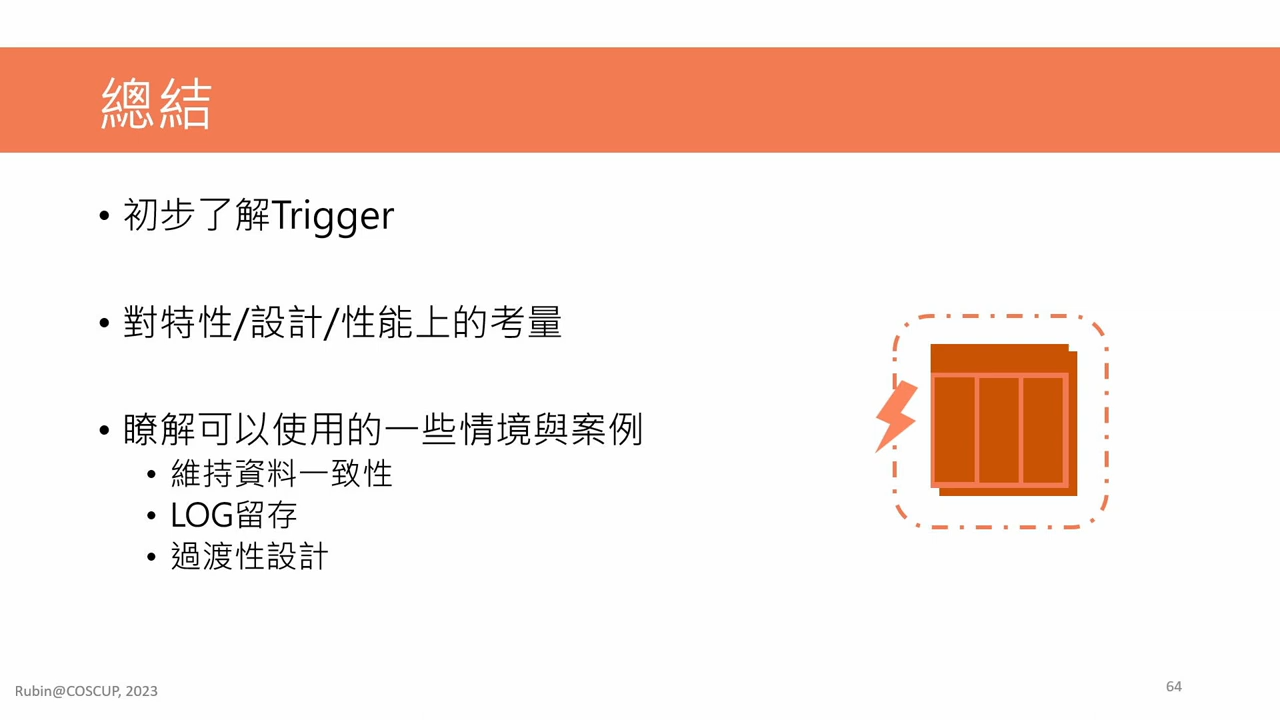 總結
• 初步了解Trigger
• 對特性/設計/性能上的考量
• 瞭解可以使用的一些情境與案例
• 維持資料一致性
• LOG留存
• 過渡性設計
Rubin@COSCUP, 2023
64